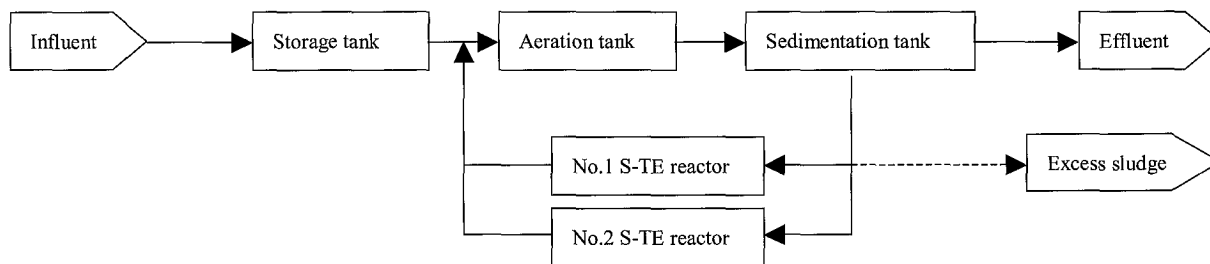 Influent
Storage tank
Aeration tank
Sedimentation tank
Effluent
No.1 S-TE reactor
Excess sludge
No.2 S-TE reactor